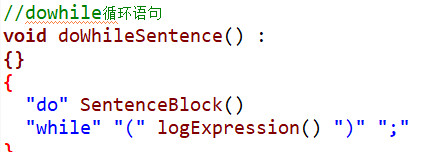 //dowhile循环语句
void doWhileSentence() :
{}
{
"do" SentenceBlock()
"while" "(" logExpression() ")" ";"
}